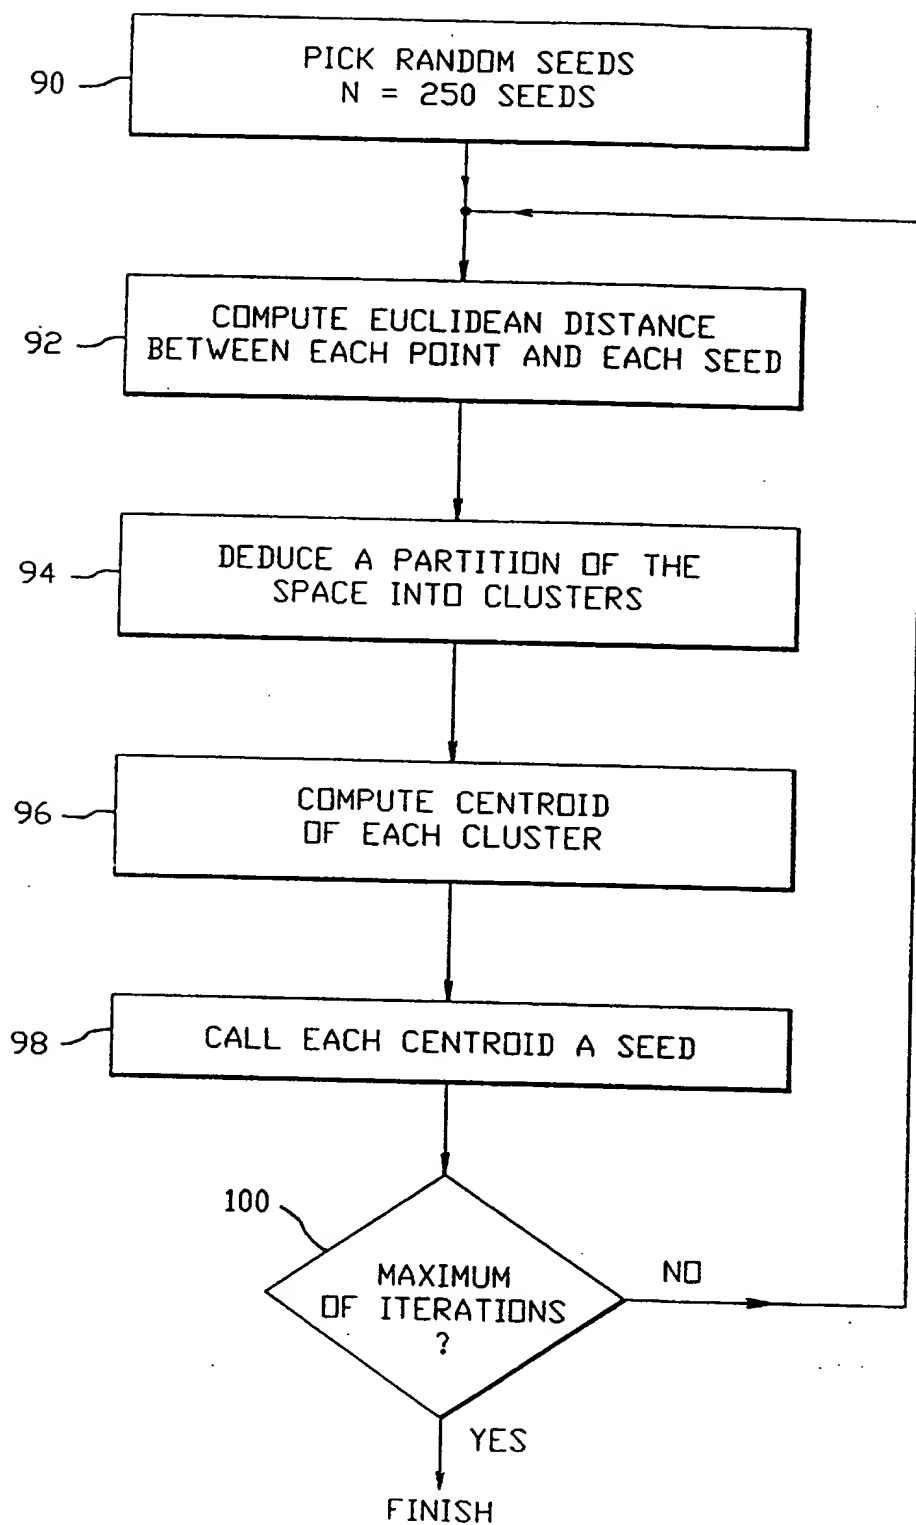 90
PICK RANDOM SEEDS
N = 250 SEEDS
92
COMPUTE EUCLIDEAN DISTANCE
BETWEEN EACH POINT AND EACH SEED
94
DEDUCE A PARTITION OF THE
SPACE INTO CLUSTERS
96
COMPUTE CENTROID
OF EACH CLUSTER
98
CALL EACH CENTROID A SEED
100
MAXIMUM
OF ITERATIONS
?
NO
YES
FINISH